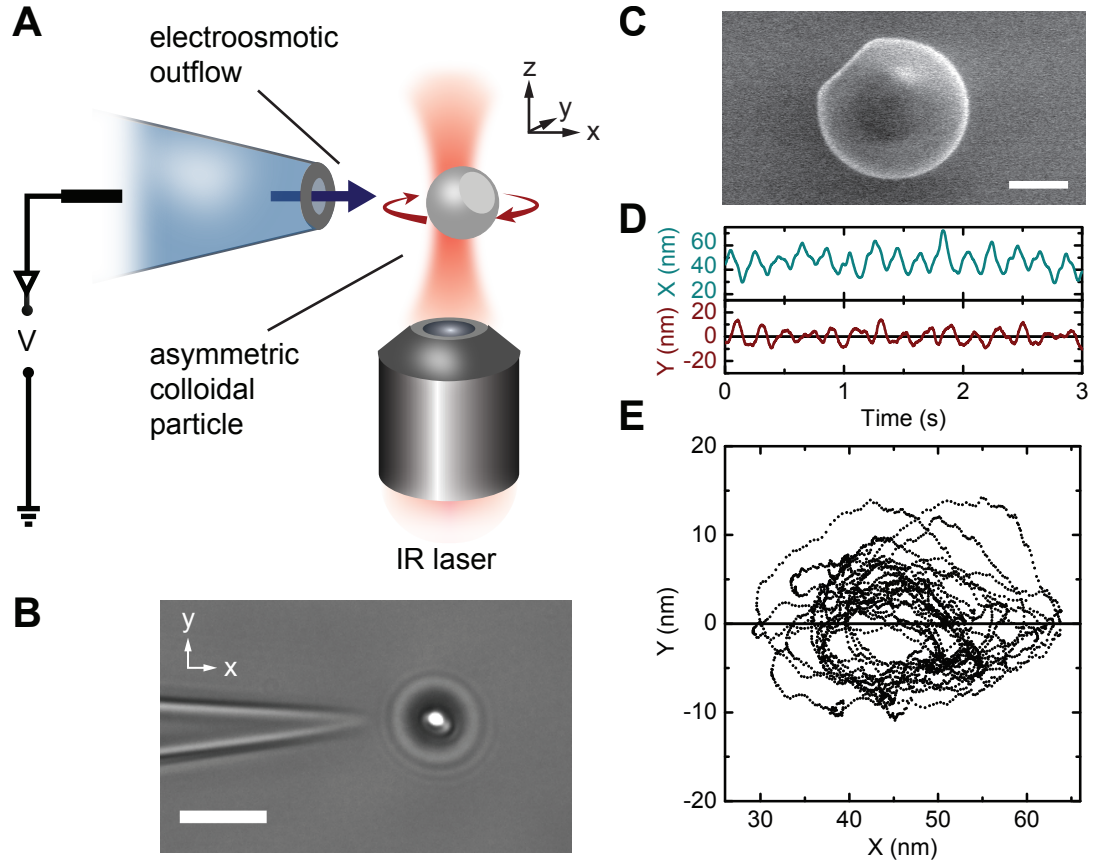 A
electroosmotic
outflow
z
y
x
V
asymmetric
colloidal
particle
IR laser
B
y
x
C
D
X (nm)
60
40
20
Y (nm)
20
0
-20
0
1
2
3
Time (s)
E
Y (nm)
20
10
0
-10
-20
30
40
50
60
X (nm)